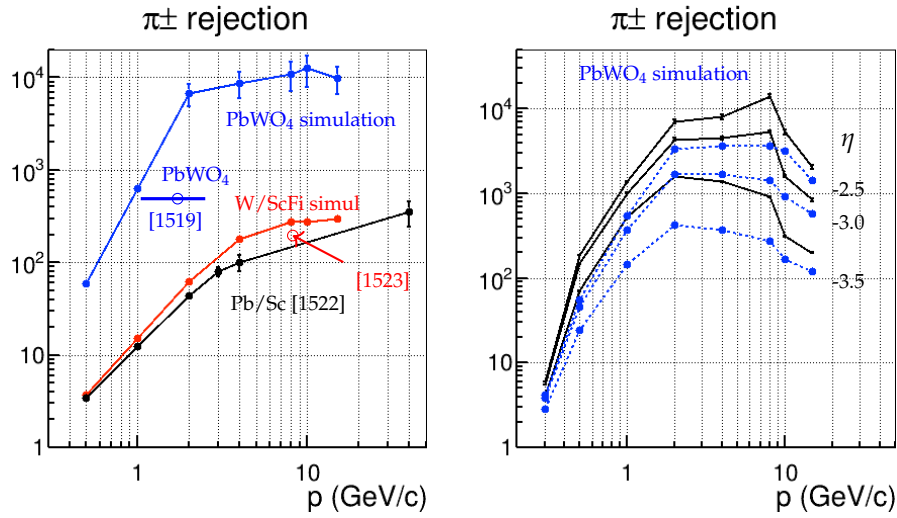 π± rejection
10⁴
10³
10²
10
1
1
10
p (GeV/c)
PbWO₄ simulation
PbWO₄
[1519]
W/ScFi simul
[1523]
Pb/Sc [1522]
π± rejection
PbWO₄ simulation
10⁴
10³
10²
10
1
1
10
p (GeV/c)
η
-2.5
-3.0
-3.5